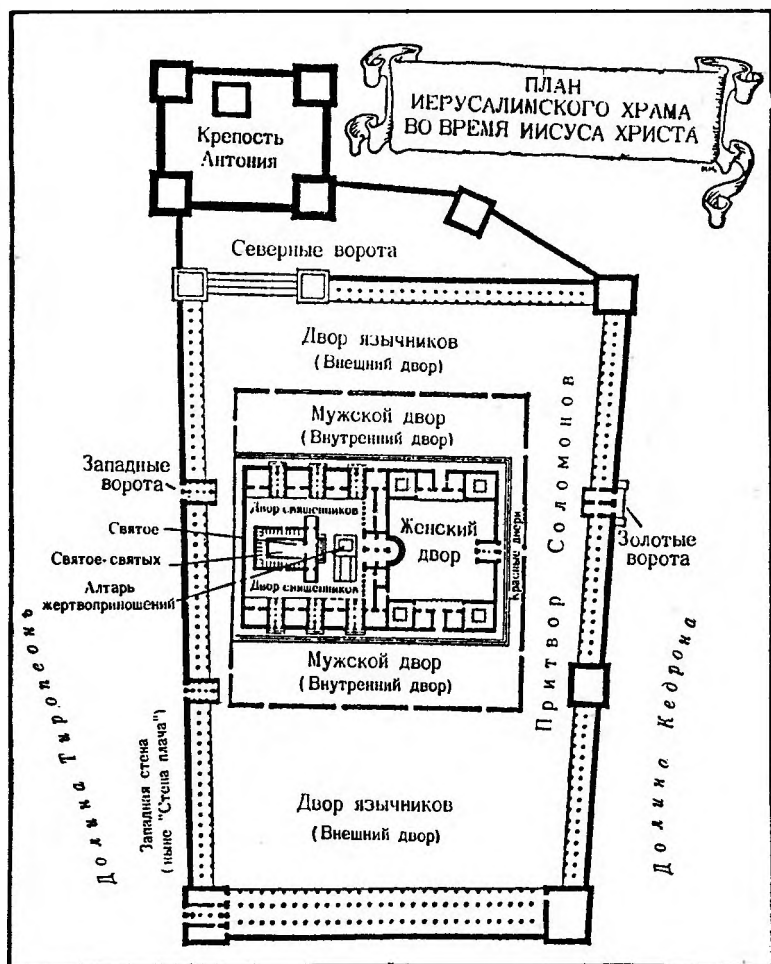 ПЛАН
ИЕРУСАЛИМСКОГО ХРАМА
ВО ВРЕМЯ ИИСУСА ХРИСТА
Крепость
Антония
Северные ворота
Двор язычников
(Внешний двор)
Мужской двор
(Внутренний двор)
Западные
ворота
Двор священников
Святое
Святое-святых
Алтарь
жертвоприношений
Двор священников
Женский
двор
Красные двери
Притвор Соломонов
Золотые
ворота
Мужской двор
(Внутренний двор)
Долина Тиропеонь
Западная стена
(ныне "Стена плача")
Долина Кедрона
Двор язычников
(Внешний двор)